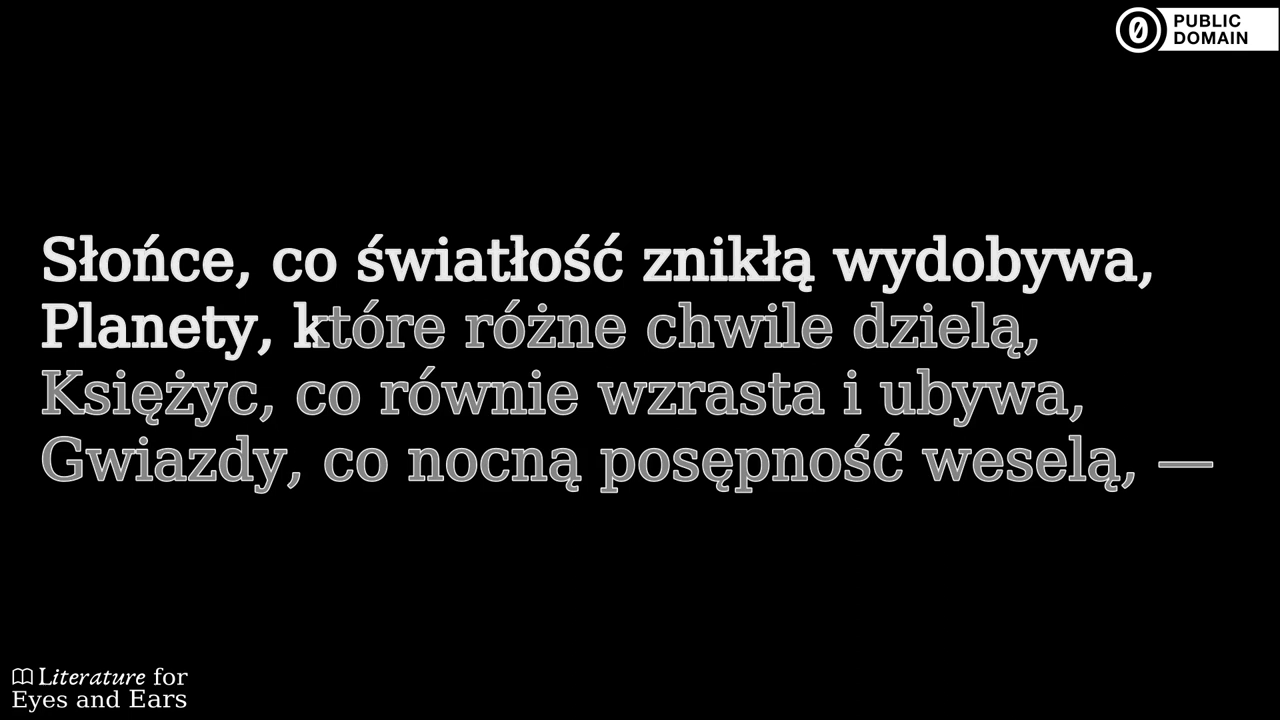 PUBLIC
DOMAIN
Słońce, co światłość znikłą wydobywa,
Planety, które różne chwile dzielą,
Księżyc, co równie wzrasta i ubywa,
Gwiazdy, co nocną posępność weselą, —
Literature for
Eyes and Ears